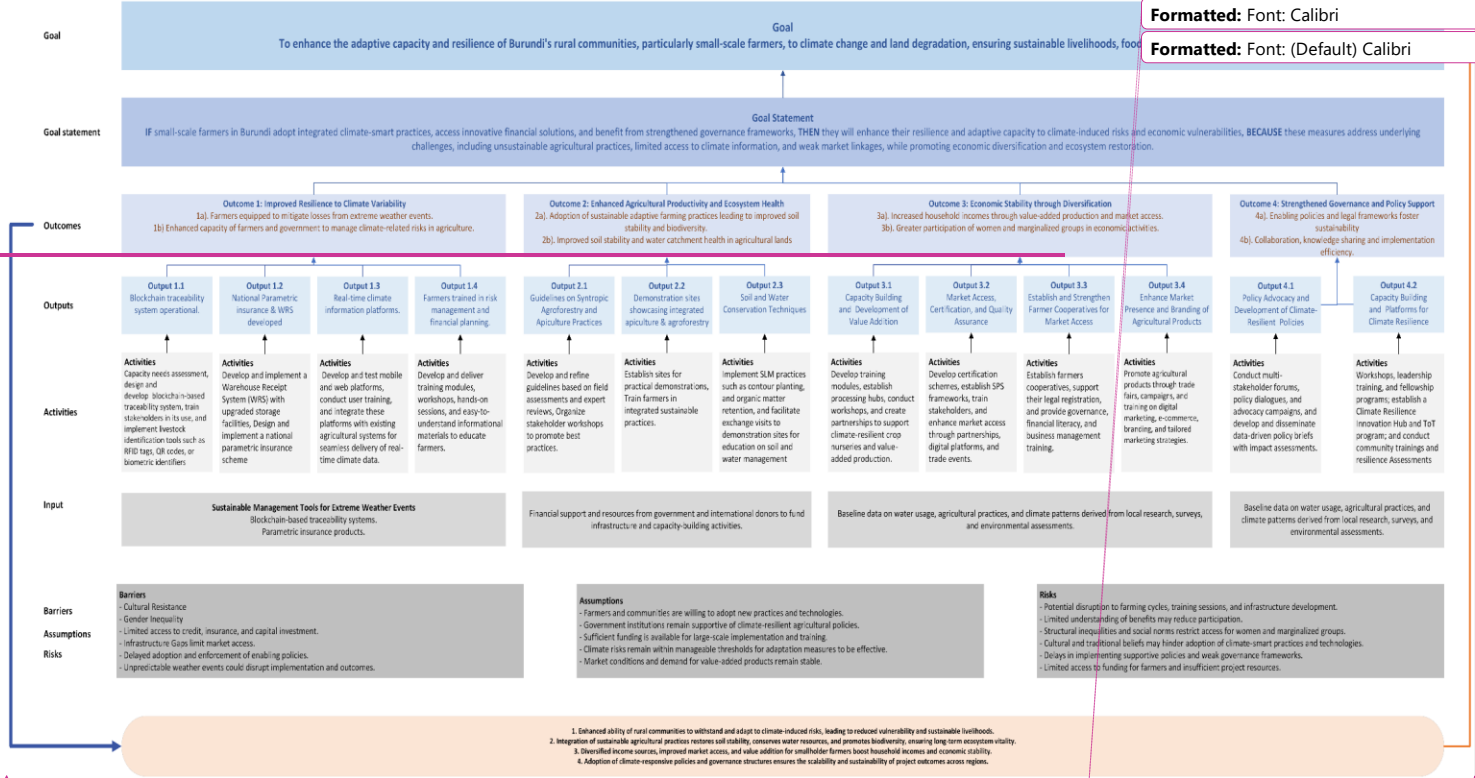 Formatted: Font: Calibri
Formatted: Font: (Default) Calibri
Goal
Goal
To enhance the adaptive capacity and resilience of Burundi's rural communities, particularly small-scale farmers, to climate change and land degradation, ensuring sustainable livelihoods,
Goal statement
Goal Statement
IF small-scale farmers in Burundi adopt integrated climate-smart practices, access innovative financial solutions, and benefit from strengthened governance frameworks, THEN they will enhance their resilience and adaptive capacity to climate-induced risks and economic vulnerabilities, BECAUSE these measures address underlying
challenges, including unsustainable agricultural practices, limited access to climate information, and weak market linkages, while promoting economic diversification and ecosystem restoration.
Outcomes
Outcome 1: Improved Resilience to Climate Variability
1a). Farmers equipped to mitigate losses from extreme weather events.
1b) Enhanced capacity of farmers and government to manage climate-related risks in agriculture.
Outcome 2: Enhanced Agricultural Productivity and Ecosystem Health
2a). Adoption of sustainable adaptive farming practices leading to improved soil
stability and biodiversity.
2b). Improved soil stability and water catchment health in agricultural lands
Outcome 3: Economic Stability through Diversification
3a). Increased household incomes through value-added production and market access.
3b). Greater participation of women and marginalized groups in economic activities.
Outcome 4: Strengthened Governance and Policy Support
4a). Enabling policies and legal frameworks foster
sustainability
4b). Collaboration, knowledge sharing and implementation
efficiency.
Outputs
Output 1.1
Blockchain traceability
system operational.
Output 1.2
National Parametric
insurance & WRS
developed
Output 1.3
Real-time climate
information platforms.
Output 1.4
Farmers trained in risk
management and
financial planning.
Output 2.1
Guidelines on Syntropic
Agroforestry and
Apiculture Practices
Output 2.2
Demonstration sites
showcasing integrated
apiculture & agroforestry
Output 2.3
Soil and Water
Conservation Techniques
Output 3.1
Capacity Building
and Development of
Value Addition
Output 3.2
Market Access,
Certification, and Quality
Assurance
Output 3.3
Establish and Strengthen
Farmer Cooperatives for
Market Access
Output 3.4
Enhance Market
Presence and Branding of
Agricultural Products
Output 4.1
Policy Advocacy and
Development of Climate-
Resilient Policies
Output 4.2
Capacity Building
and Platforms for
Climate Resilience
Activities
Activities
Capacity needs assessment,
design and
develop blockchain-based
traceability system, train
stakeholders in its use, and
implement livestock
identification tools such as
RFID tags, QR codes, or
biometric identifiers
Activities
Develop and implement a
Warehouse Receipt
System (WRS) with
upgraded storage
facilities, Design and
implement a national
parametric insurance
scheme
Activities
Develop and test mobile
and web platforms,
conduct user training,
and integrate these
platforms with existing
agricultural systems for
seamless delivery of real-
time climate data.
Activities
Develop and deliver
training modules,
workshops, hands-on
sessions, and easy-to-
understand informational
materials to educate
farmers.
Activities
Develop and refine
guidelines based on field
assessments and expert
reviews, Organize
stakeholder workshops
to promote best
practices.
Activities
Establish sites for
practical demonstrations,
Train farmers in
integrated sustainable
practices.
Activities
Implement SLM practices
such as contour planting,
and organic matter
retention, and facilitate
exchange visits to
demonstration sites for
education on soil and
water management
Activities
Develop training
modules, establish
processing hubs, conduct
workshops, and create
partnerships to support
climate-resilient crop
nurseries and value-
added production.
Activities
Develop certification
schemes, establish SPS
frameworks, train
stakeholders, and
enhance market access
through partnerships,
digital platforms, and
trade events.
Activities
Establish farmers
cooperatives, support
their legal registration,
and provide governance,
financial literacy, and
business management
training.
Activities
Promote agricultural
products through trade
fairs, campaigns, and
training on digital
marketing, e-commerce,
branding, and tailored
marketing strategies.
Activities
Conduct multi-
stakeholder forums,
policy dialogues, and
advocacy campaigns, and
develop and disseminate
data-driven policy briefs
with impact assessments.
Activities
Workshops, leadership
training, and fellowship
programs; establish a
Climate Resilience
Innovation Hub and ToT
program; and conduct
community trainings and
resilience Assessments
Input
Sustainable Management Tools for Extreme Weather Events
Blockchain-based traceability systems.
Parametric insurance products.
Financial support and resources from government and international donors to fund
infrastructure and capacity-building activities.
Baseline data on water usage, agricultural practices, and climate patterns derived from local research, surveys,
and environmental assessments.
Baseline data on water usage, agricultural practices, and
climate patterns derived from local research, surveys, and
environmental assessments.
Barriers
Assumptions
Risks
Barriers
- Cultural Resistance
- Gender Inequality
- Limited access to credit, insurance, and capital investment.
- Infrastructure Gaps limit market access.
- Delayed adoption and enforcement of enabling policies.
- Unpredictable weather events could disrupt implementation and outcomes.
Assumptions
- Farmers and communities are willing to adopt new practices and technologies.
- Government institutions remain supportive of climate-resilient agricultural policies.
- Sufficient funding is available for large-scale implementation and training.
- Climate risks remain within manageable thresholds for adaptation measures to be effective.
- Market conditions and demand for value-added products remain stable.
Risks
- Potential disruption to farming cycles, training sessions, and infrastructure development.
- Limited understanding of benefits may reduce participation.
- Structural inequalities and social norms restrict access for women and marginalized groups.
- Cultural and traditional beliefs may hinder adoption of climate-smart practices and technologies.
- Delays in implementing supportive policies and weak governance frameworks.
- Limited access to funding for farmers and insufficient project resources.
1. Enhanced ability of rural communities to withstand and adapt to climate-induced risks, leading to reduced vulnerability and sustainable livelihoods.
2. Integration of sustainable agricultural practices restores soil stability, conserves water resources, and promotes biodiversity, ensuring long-term ecosystem vitality.
3. Diversified income sources, improved market access, and value addition for smallholder farmers boost household incomes and economic stability.
4. Adoption of climate-responsive policies and governance structures ensures the scalability and sustainability of project outcomes across regions.